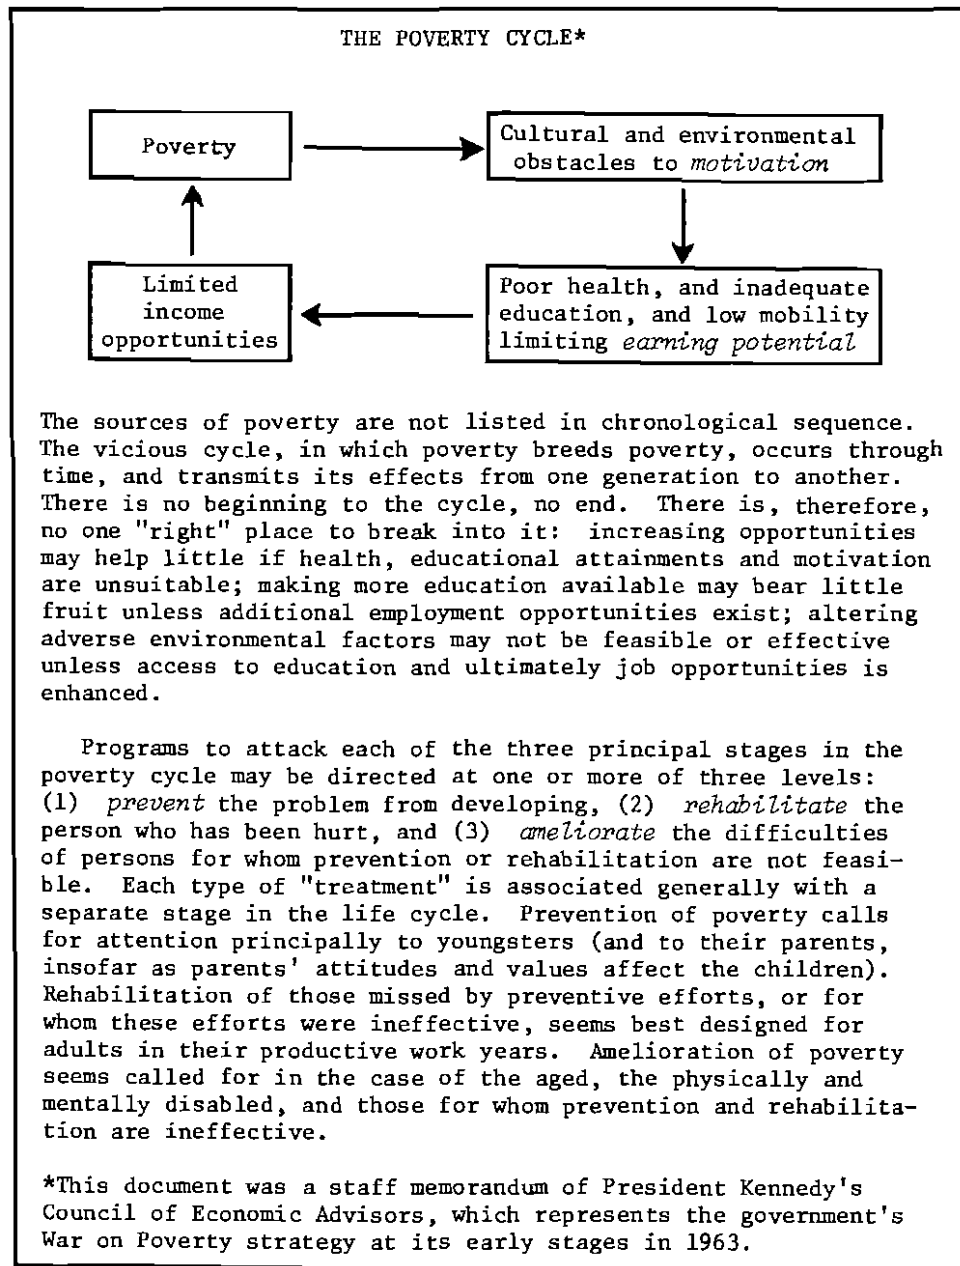 THE POVERTY CYCLE*
Poverty
Cultural and environmental
obstacles to motivation
Limited
income
opportunities
Poor health, and inadequate
education, and low mobility
limiting earning potential
The sources of poverty are not listed in chronological sequence.
The vicious cycle, in which poverty breeds poverty, occurs through
time, and transmits its effects from one generation to another.
There is no beginning to the cycle, no end. There is, therefore,
no one "right" place to break into it: increasing opportunities
may help little if health, educational attainments and motivation
are unsuitable; making more education available may bear little
fruit unless additional employment opportunities exist; altering
adverse environmental factors may not be feasible or effective
unless access to education and ultimately job opportunities is
enhanced.
Programs to attack each of the three principal stages in the
poverty cycle may be directed at one or more of three levels:
(1) prevent the problem from developing, (2) rehabilitate the
person who has been hurt, and (3) ameliorate the difficulties
of persons for whom prevention or rehabilitation are not feasi-
ble. Each type of "treatment" is associated generally with a
separate stage in the life cycle. Prevention of poverty calls
for attention principally to youngsters (and to their parents,
insofar as parents' attitudes and values affect the children).
Rehabilitation of those missed by preventive efforts, or for
whom these efforts were ineffective, seems best designed for
adults in their productive work years. Amelioration of poverty
seems called for in the case of the aged, the physically and
mentally disabled, and those for whom prevention and rehabilita-
tion are ineffective.
*This document was a staff memorandum of President Kennedy's
Council of Economic Advisors, which represents the government's
War on Poverty strategy at its early stages in 1963.